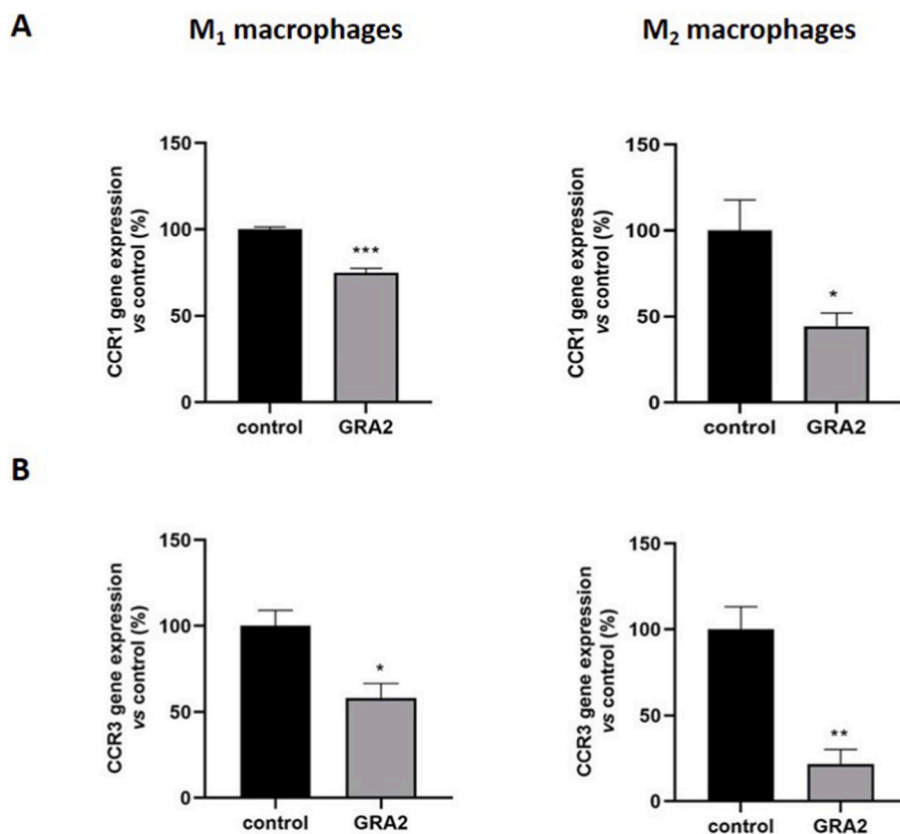 A
M₁ macrophages
M₂ macrophages
CCR1 gene expression
vs control (%)
150
100
50
0
***
control
GRA2
CCR1 gene expression
vs control (%)
150
100
50
0
*
control
GRA2
B
CCR3 gene expression
vs control (%)
150
100
50
0
*
control
GRA2
CCR3 gene expression
vs control (%)
150
100
50
0
**
control
GRA2